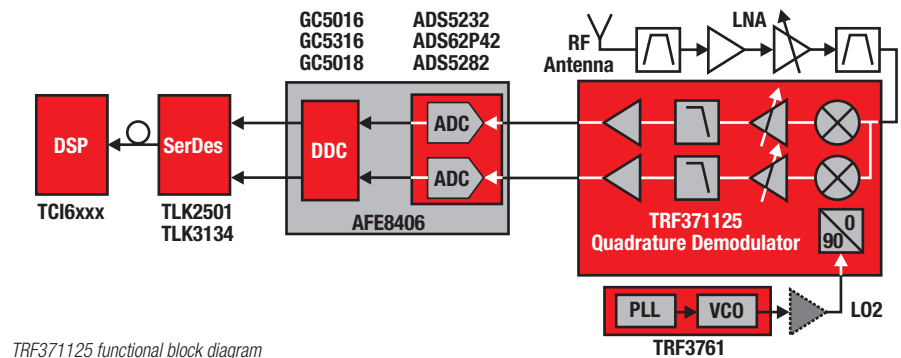 GC5016
GC5316
GC5018
ADS5232
ADS62P42
ADS5282
RF
Antenna
LNA
DSP
TCI6xxx
SerDes
TLK2501
TLK3134
DDC
ADC
ADC
AFE8406
TRF371125
Quadrature Demodulator
0
90
PLL
VCO
LO2
TRF3761
TRF371125 functional block diagram